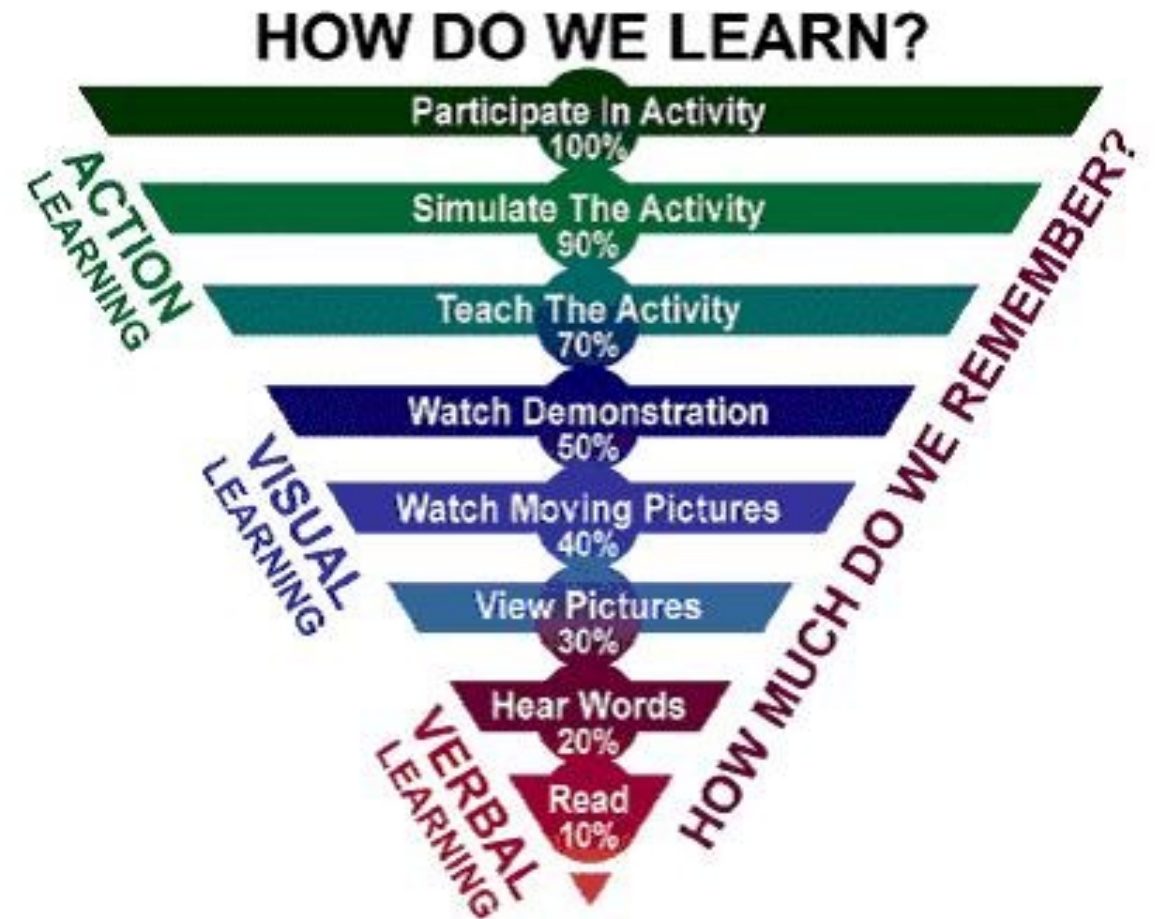 HOW DO WE LEARN?
Participate In Activity
100%
Simulate The Activity
90%
Teach The Activity
70%
ACTION
LEARNING
Watch Demonstration
50%
Watch Moving Pictures
40%
View Pictures
30%
VISUAL
LEARNING
Hear Words
20%
Read
10%
VERBAL
LEARNING
HOW MUCH DO WE REMEMBER?